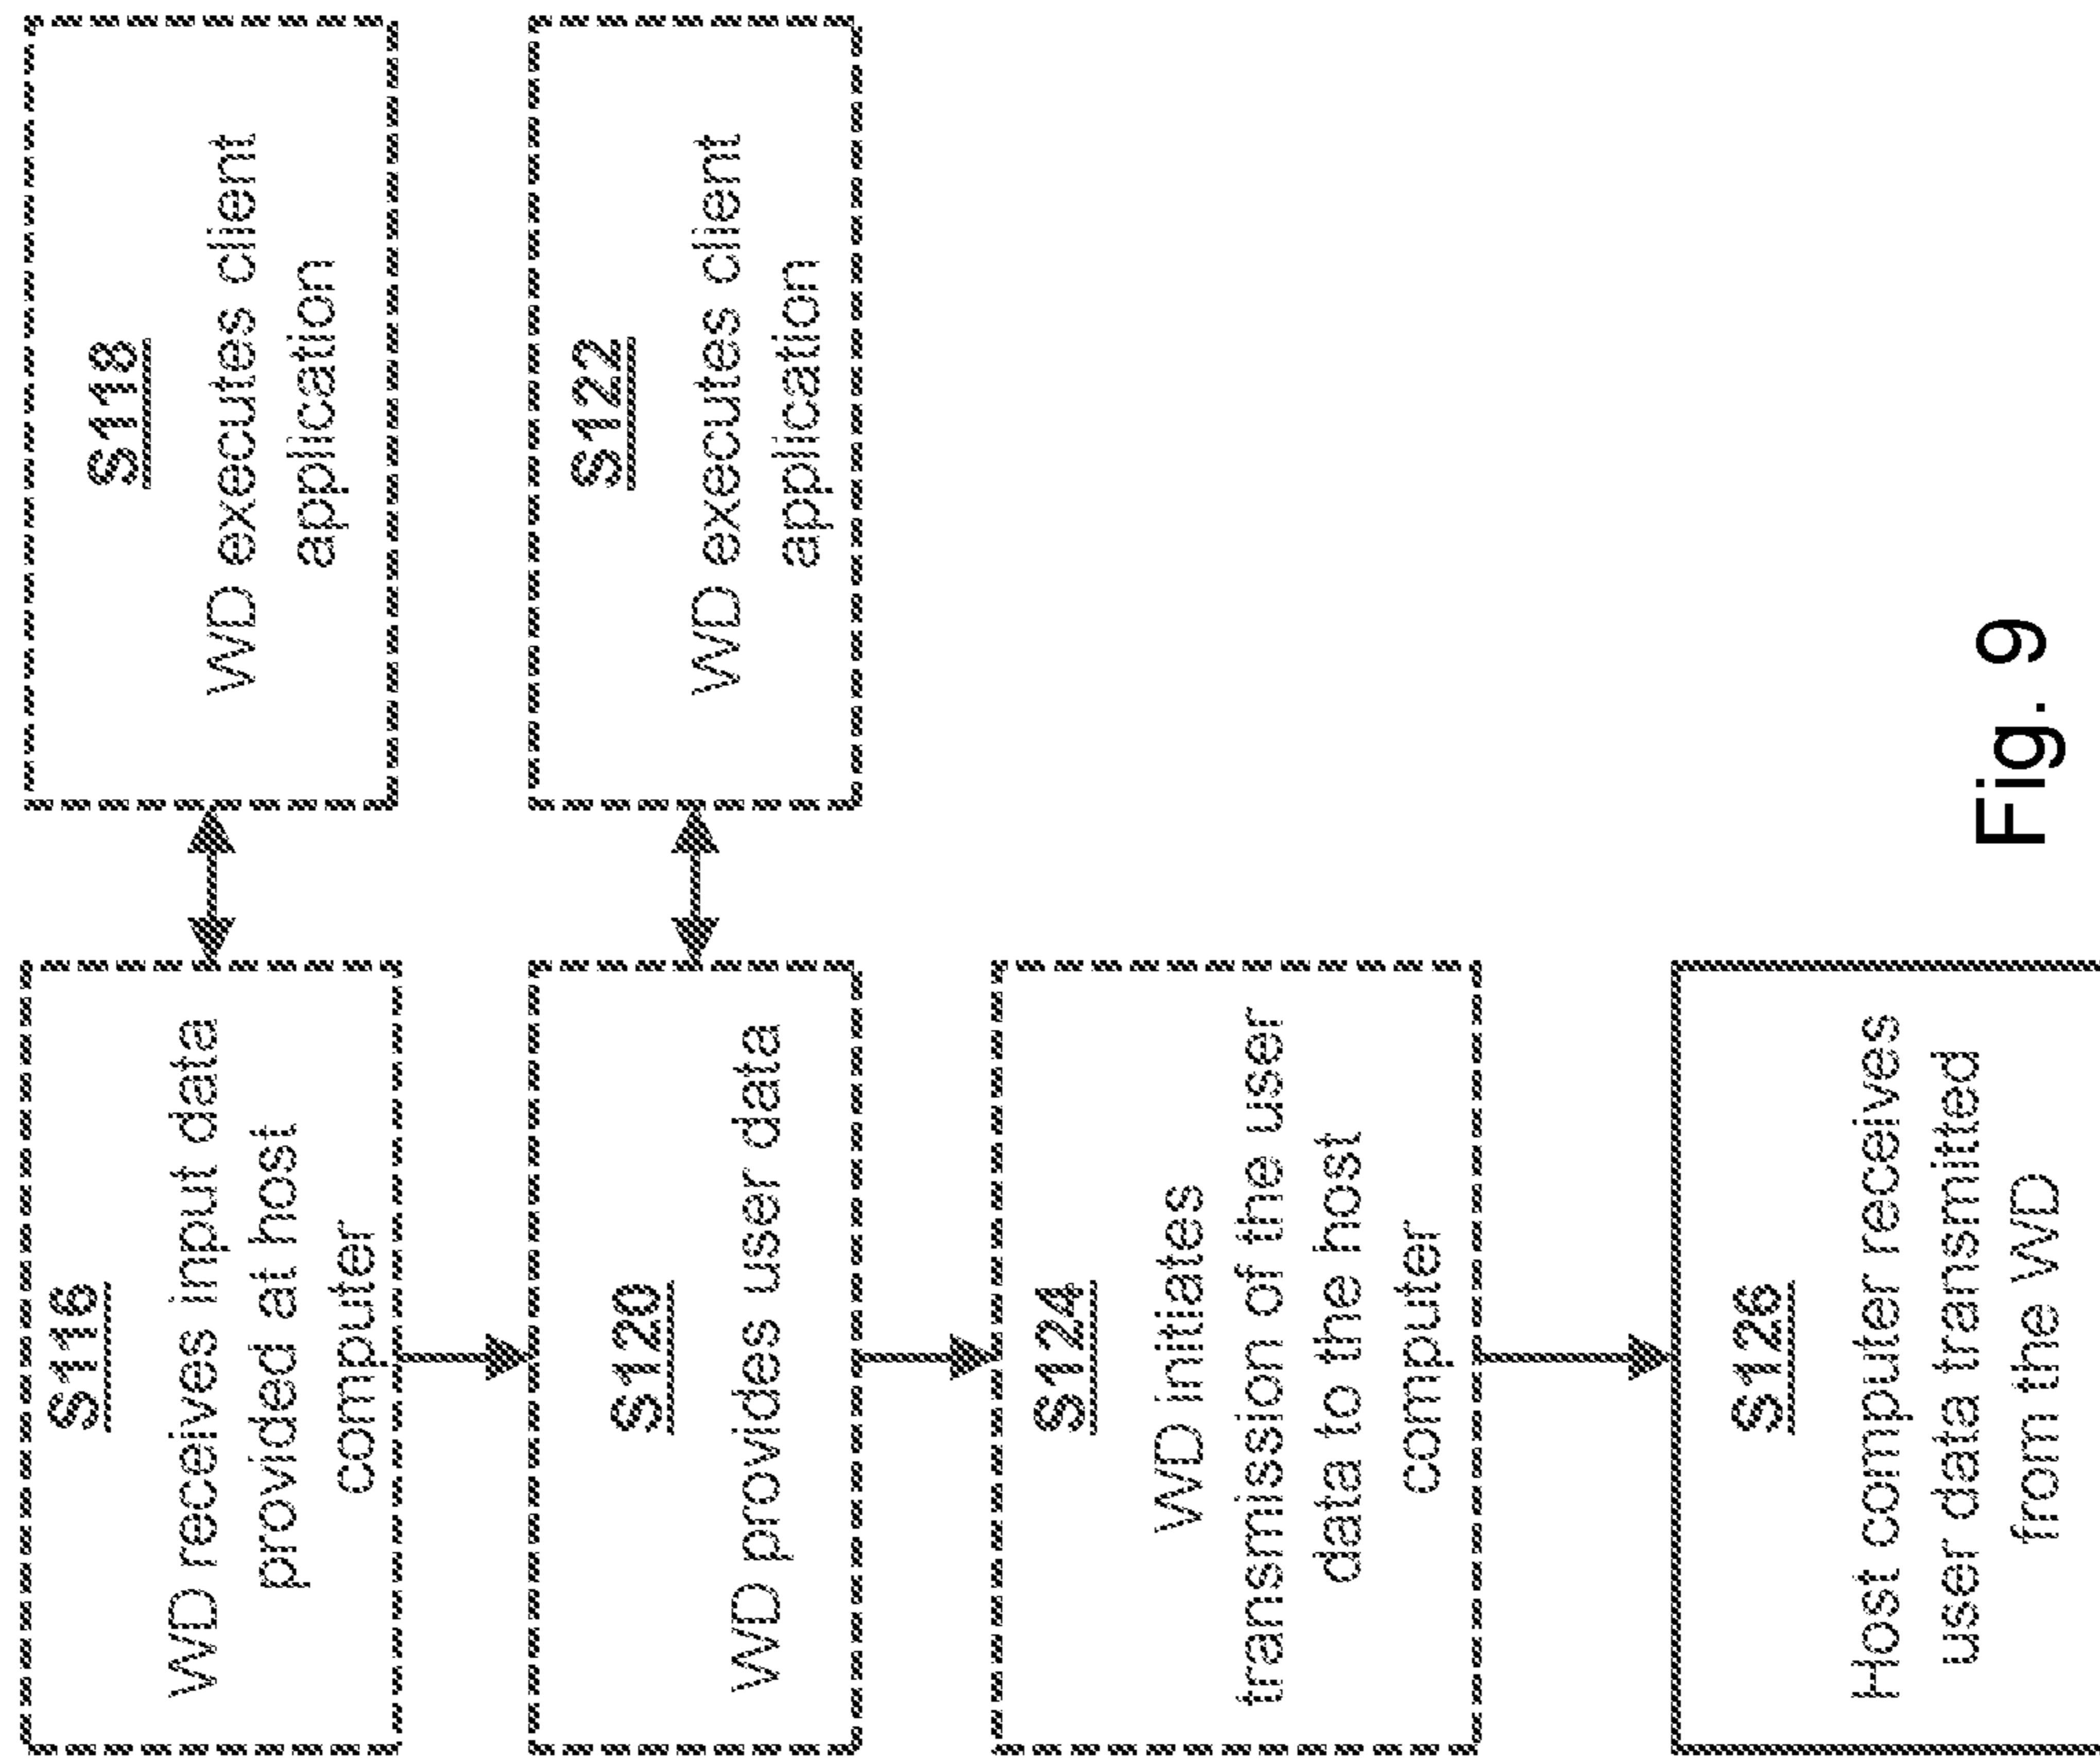 S116
WD receives input data
provided at host
computer
S118
WD executes client
application
S120
WD provides user data
S122
WD executes client
application
S124
WD initiates
transmission of the user
data to the host
computer
S126
Host computer receives
user data transmitted
from the WD
Fig. 9